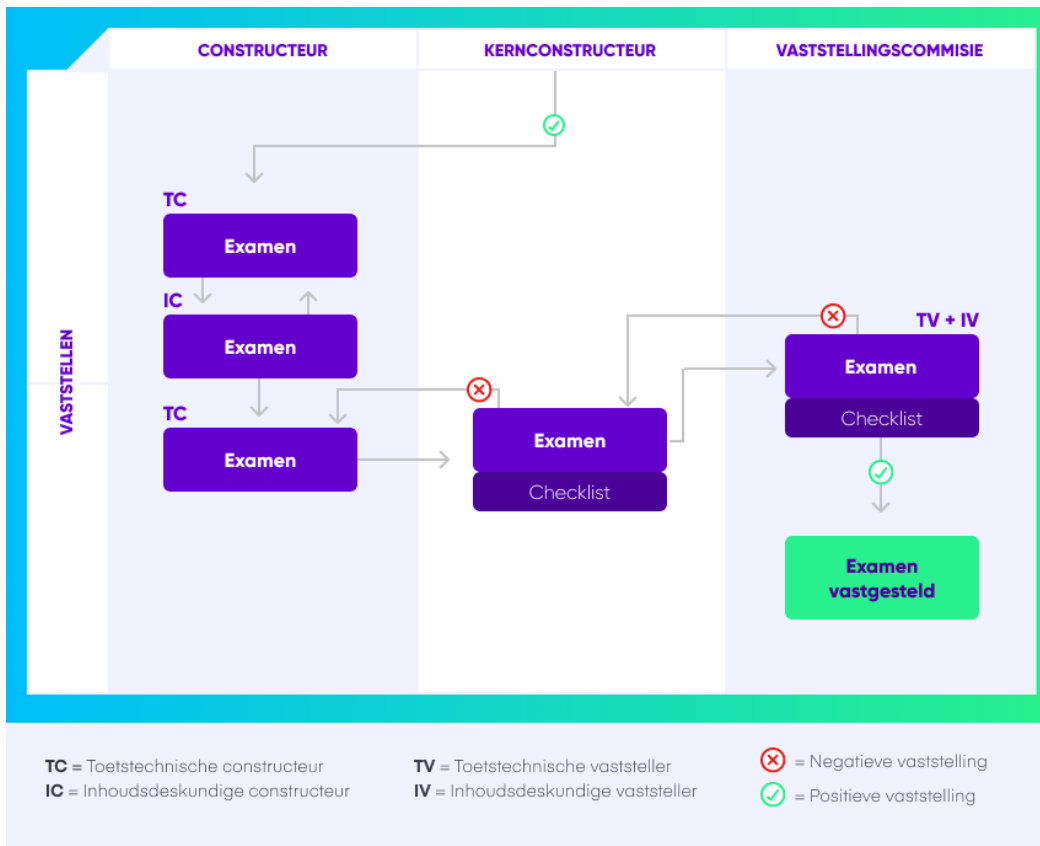 CONSTRUCTEUR
KERNCONSTRUCTEUR
VASTSTELLINGSCOMMISIE
VASTSTELLEN
TC
Examen
IC
Examen
TC
Examen
Examen
Checklist
TV + IV
Examen
Checklist
Examen
vastgesteld
TC = Toetstechnische constructeur
IC = Inhoudsdeskundige constructeur
TV = Toetstechnische vaststeller
IV = Inhoudsdeskundige vaststeller
= Negatieve vaststelling
= Positieve vaststelling